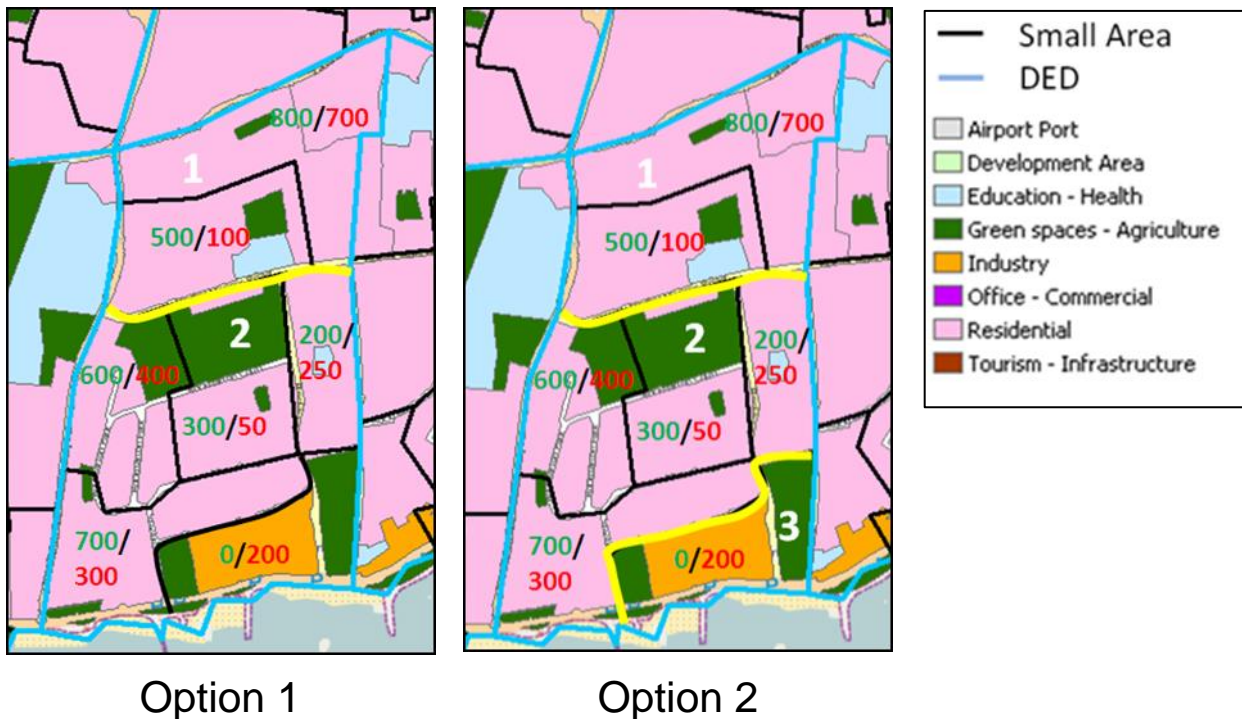 800/700
1
500/100
2
200/
250
600/400
300/50
700/
300
0/200
Option 1
800/700
1
500/100
2
200/
250
600/400
300/50
700/
300
0/200
3
Option 2
Small Area
DED
Airport Port
Development Area
Education - Health
Green spaces - Agriculture
Industry
Office - Commercial
Residential
Tourism - Infrastructure